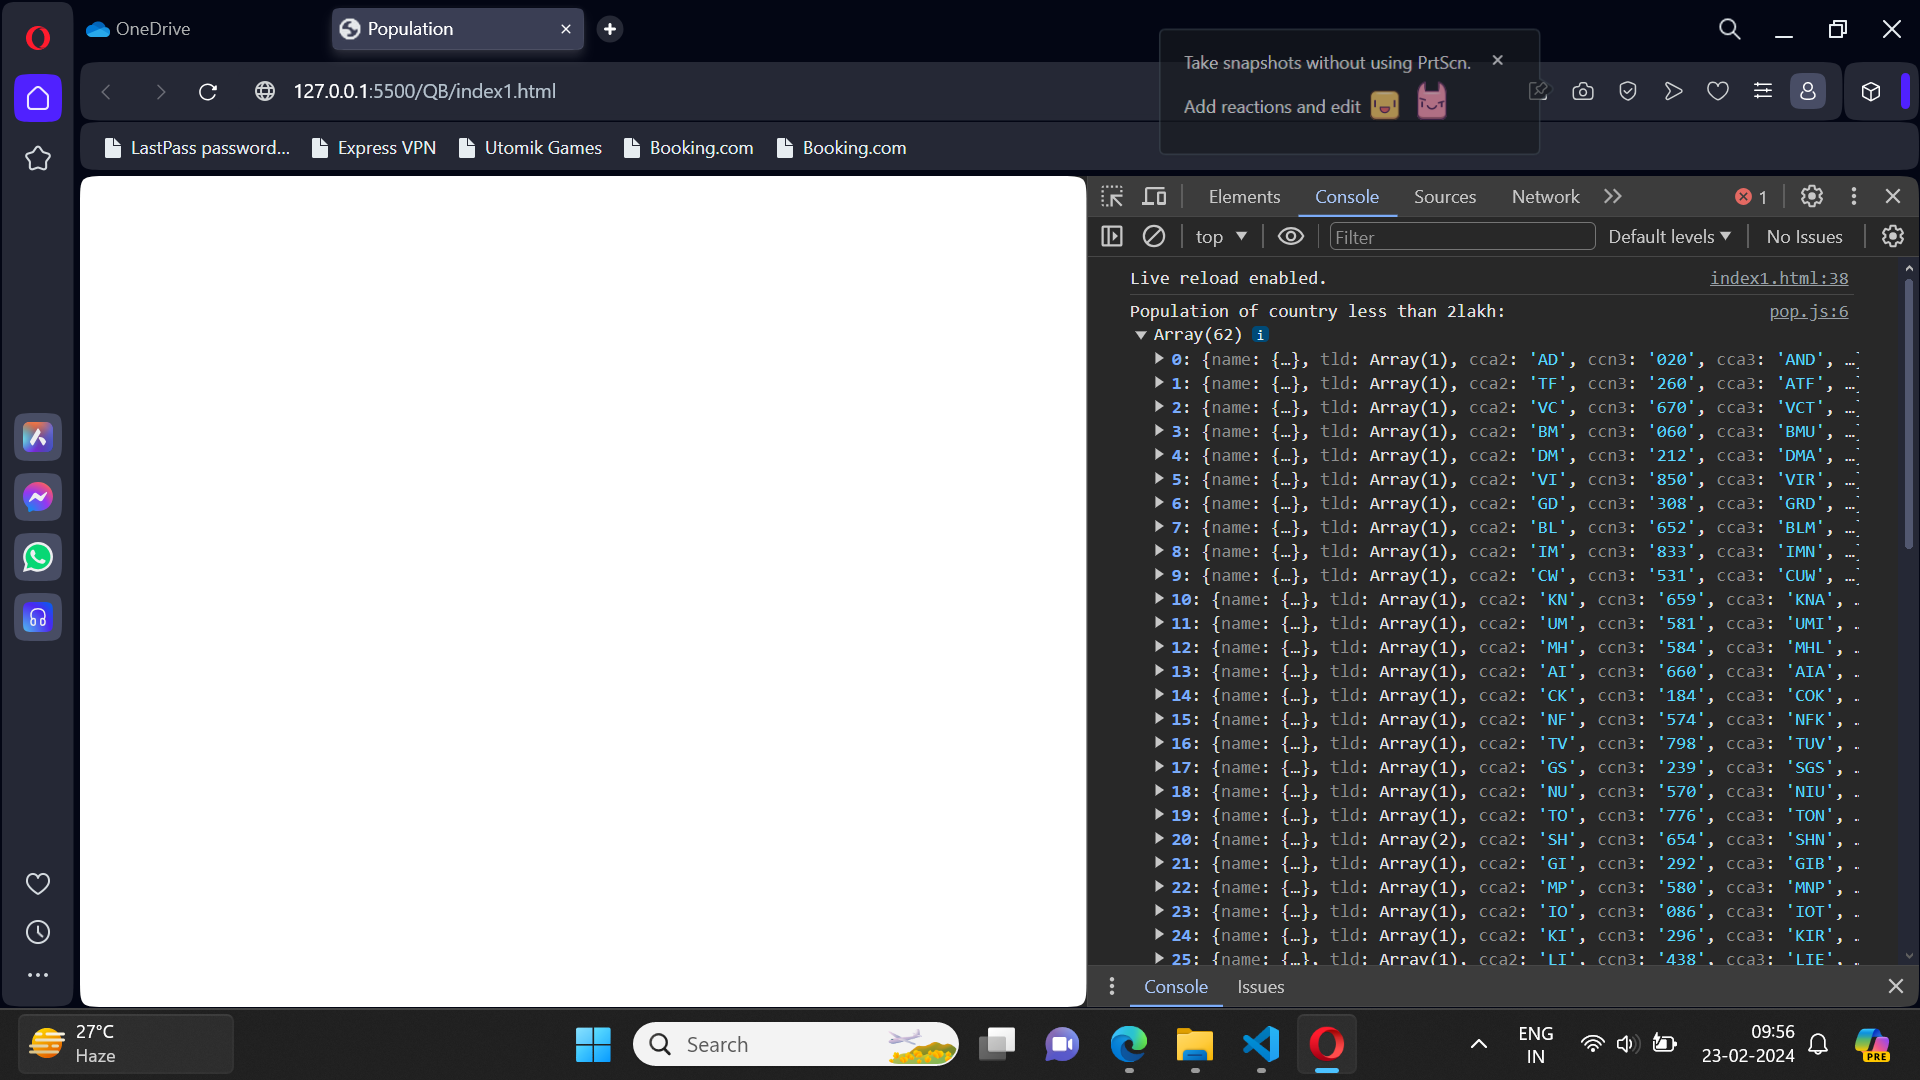 OneDrive
Population
Take snapshots without using PrtScn.
Add reactions and edit
127.0.0.1:5500/QB/index1.html
LastPass password...
Express VPN
Utomik Games
Booking.com
Booking.com
Elements
Console
Sources
Network
1
top
Filter
Default levels
No Issues
Live reload enabled.
index1.html:38
Population of country less than 2lakh:
pop.js:6
Array(62) i
0: {name: {…}, tld: Array(1), cca2: 'AD', ccn3: '020', cca3: 'AND', …}
1: {name: {…}, tld: Array(1), cca2: 'TF', ccn3: '260', cca3: 'ATF', …}
2: {name: {…}, tld: Array(1), cca2: 'VC', ccn3: '670', cca3: 'VCT', …}
3: {name: {…}, tld: Array(1), cca2: 'BM', ccn3: '060', cca3: 'BMU', …}
4: {name: {…}, tld: Array(1), cca2: 'DM', ccn3: '212', cca3: 'DMA', …}
5: {name: {…}, tld: Array(1), cca2: 'VI', ccn3: '850', cca3: 'VIR', …}
6: {name: {…}, tld: Array(1), cca2: 'GD', ccn3: '308', cca3: 'GRD', …}
7: {name: {…}, tld: Array(1), cca2: 'BL', ccn3: '652', cca3: 'BLM', …}
8: {name: {…}, tld: Array(1), cca2: 'IM', ccn3: '833', cca3: 'IMN', …}
9: {name: {…}, tld: Array(1), cca2: 'CW', ccn3: '531', cca3: 'CUW', …}
10: {name: {…}, tld: Array(1), cca2: 'KN', ccn3: '659', cca3: 'KNA', …
11: {name: {…}, tld: Array(1), cca2: 'UM', ccn3: '581', cca3: 'UMI', …
12: {name: {…}, tld: Array(1), cca2: 'MH', ccn3: '584', cca3: 'MHL', …
13: {name: {…}, tld: Array(1), cca2: 'AI', ccn3: '660', cca3: 'AIA', …
14: {name: {…}, tld: Array(1), cca2: 'CK', ccn3: '184', cca3: 'COK', …
15: {name: {…}, tld: Array(1), cca2: 'NF', ccn3: '574', cca3: 'NFK', …
16: {name: {…}, tld: Array(1), cca2: 'TV', ccn3: '798', cca3: 'TUV', …
17: {name: {…}, tld: Array(1), cca2: 'GS', ccn3: '239', cca3: 'SGS', …
18: {name: {…}, tld: Array(1), cca2: 'NU', ccn3: '570', cca3: 'NIU', …
19: {name: {…}, tld: Array(1), cca2: 'TO', ccn3: '776', cca3: 'TON', …
20: {name: {…}, tld: Array(2), cca2: 'SH', ccn3: '654', cca3: 'SHN', …
21: {name: {…}, tld: Array(1), cca2: 'GI', ccn3: '292', cca3: 'GIB', …
22: {name: {…}, tld: Array(1), cca2: 'MP', ccn3: '580', cca3: 'MNP', …
23: {name: {…}, tld: Array(1), cca2: 'IO', ccn3: '086', cca3: 'IOT', …
24: {name: {…}, tld: Array(1), cca2: 'KI', ccn3: '296', cca3: 'KIR', …
25: {name: {…}, tld: Array(1), cca2: 'LI', ccn3: '438', cca3: 'LIE', …
Console
Issues
27°C
Haze
Search
ENG
IN
09:56
23-02-2024
PRE